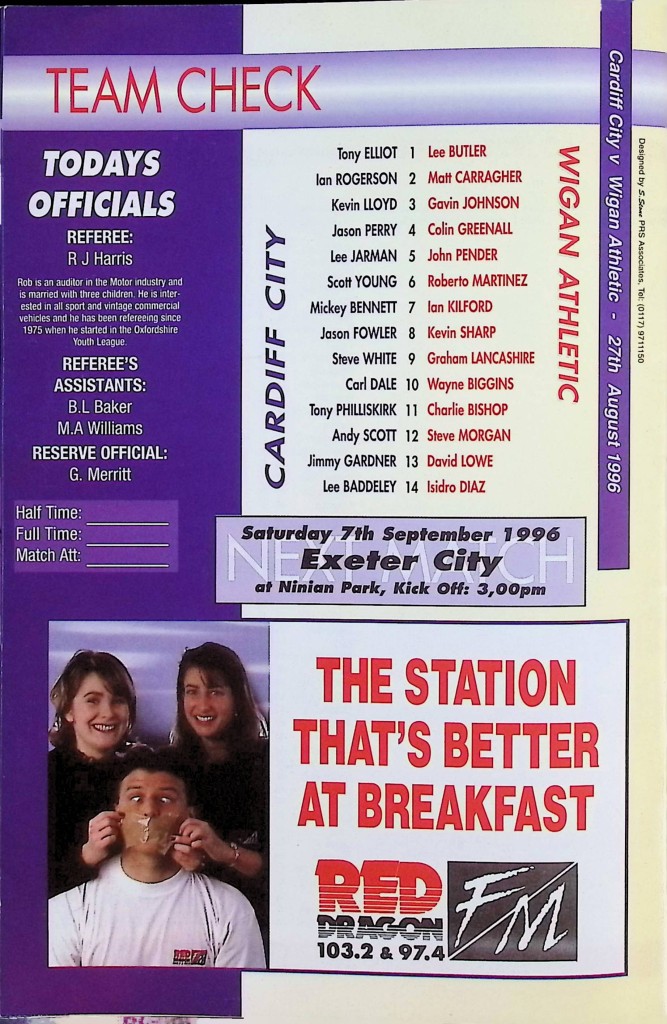 TEAM CHECK
TODAYS
OFFICIALS
REFEREE:
R J Harris
Rob is an auditor in the Motor industry and
is married with three children. He is inter-
ested in all sport and vintage commercial
vehicles and he has been refereeing since
1975 when he started in the Oxfordshire
Youth League.
REFEREE'S
ASSISTANTS:
B.L Baker
M.A Williams
RESERVE OFFICIAL:
G. Merritt
Half Time:
Full Time:
Match Att:
CARDIFF CITY
Tony ELLIOT 1 Lee BUTLER
Ian ROGERSON 2 Matt CARRAGHER
Kevin LLOYD 3 Gavin JOHNSON
Jason PERRY 4 Colin GREENALL
Lee JARMAN 5 John PENDER
Scott YOUNG 6 Roberto MARTINEZ
Mickey BENNETT 7 Ian KILFORD
Jason FOWLER 8 Kevin SHARP
Steve WHITE 9 Graham LANCASHIRE
Carl DALE 10 Wayne BIGGINS
Tony PHILLISKIRK 11 Charlie BISHOP
Andy SCOTT 12 Steve MORGAN
Jimmy GARDNER 13 David LOWE
Lee BADDELEY 14 Isidro DIAZ
WIGAN ATHLETIC
Cardiff City v Wigan Athletic - 27th August 1996
Designed by PRS Associates, Tel: (0117) 9711150
NEXT MATCH
Saturday 7th September 1996
Exeter City
at Ninian Park, Kick Off: 3,00pm
THE STATION
THAT'S BETTER
AT BREAKFAST
RED
DRAGON
103.2 & 97.4
FM